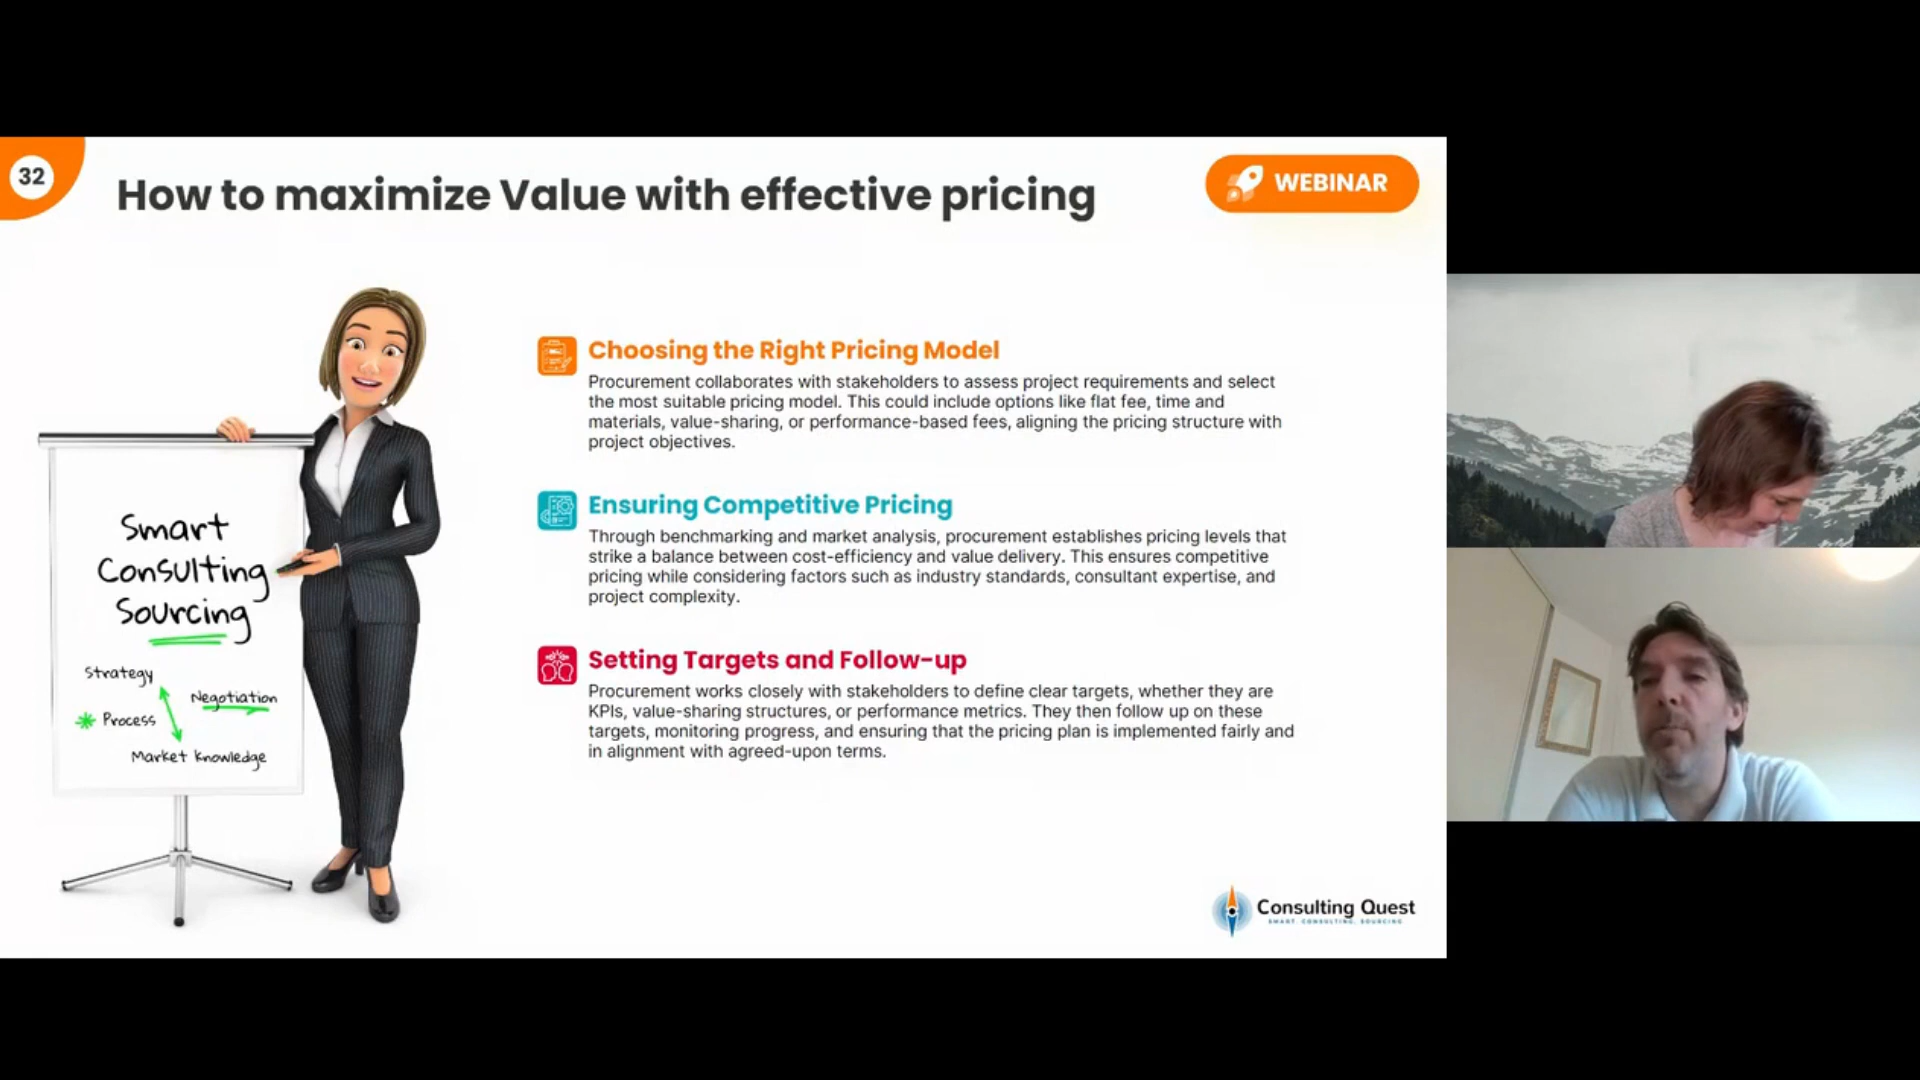 32
How to maximize Value with effective pricing
WEBINAR
Smart
Consulting
Sourcing
Strategy
Negotiation
Process
Market knowledge
Choosing the Right Pricing Model
Procurement collaborates with stakeholders to assess project requirements and select
the most suitable pricing model. This could include options like flat fee, time and
materials, value-sharing, or performance-based fees, aligning the pricing structure with
project objectives.
Ensuring Competitive Pricing
Through benchmarking and market analysis, procurement establishes pricing levels that
strike a balance between cost-efficiency and value delivery. This ensures competitive
pricing while considering factors such as industry standards, consultant expertise, and
project complexity.
Setting Targets and Follow-up
Procurement works closely with stakeholders to define clear targets, whether they are
KPIs, value-sharing structures, or performance metrics. They then follow up on these
targets, monitoring progress, and ensuring that the pricing plan is implemented fairly and
in alignment with agreed-upon terms.
Consulting Quest
SMART. CONSULTING. SOURCING